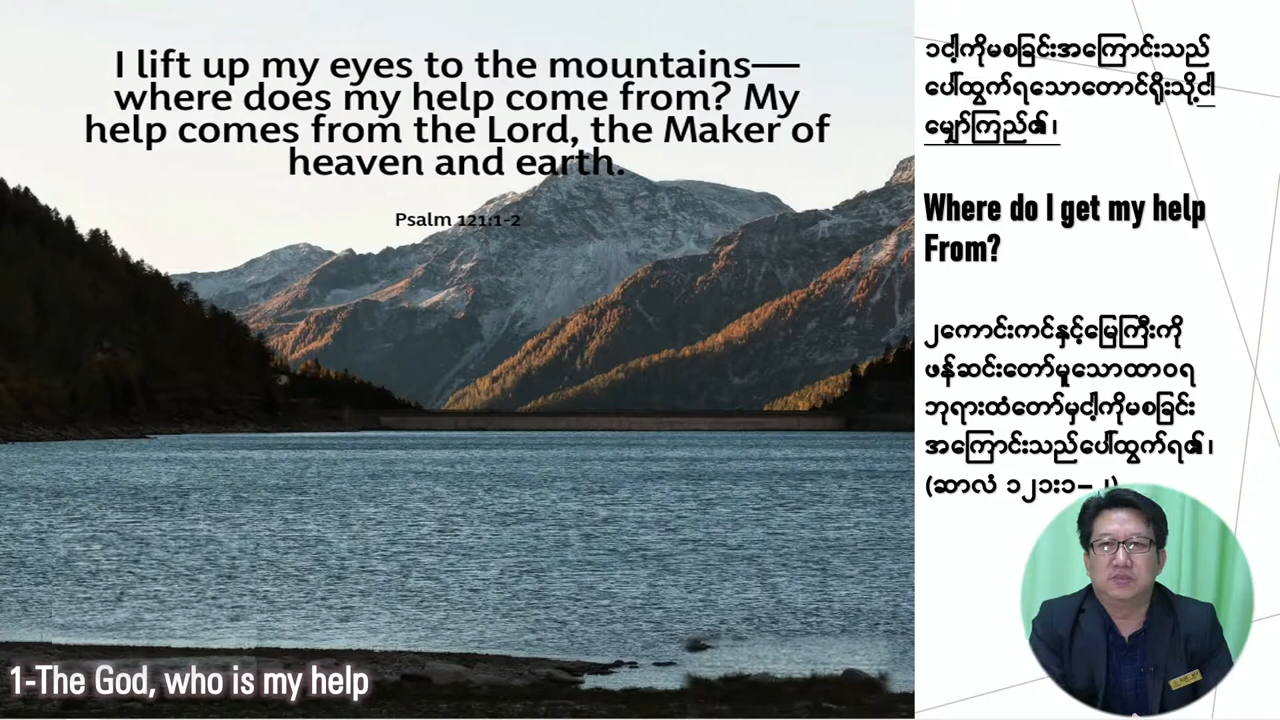 I lift up my eyes to the mountains—
where does my help come from? My
help comes from the Lord, the Maker of
heaven and earth.
Psalm 121:1-2
၁ငါ့ကိုမစခြင်းအကြောင်းသည်
ပေါ်ထွက်ရသောတောင်ရိုးသို့ငါ
မျှော်ကြည်၏၊
Where do I get my help
From?
၂ကောင်းကင်နှင့်မြေကြီးကို
ဖန်ဆင်းတော်မူသောထာဝရ
ဘုရားထံတော်မှငါ့ကိုမစခြင်း
အကြောင်းသည်ပေါ်ထွက်ရ၏၊
(ဆာလံ ၁၂၁း၁–၂)
1-The God, who is my help